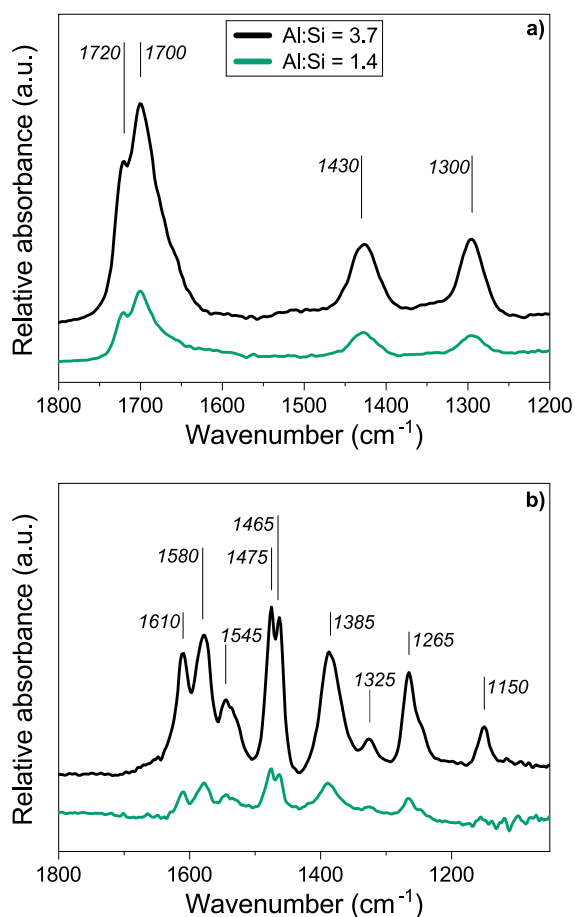 a)
Al:Si = 3.7
Al:Si = 1.4
1720 1700
1430 1300
Relative absorbance (a.u.)
1800 1700 1600 1500 1400 1300 1200
Wavenumber (cm⁻¹)
b)
1465
1580 1475
1610 1545 1385 1265
1325
1150
Relative absorbance (a.u.)
1800 1600 1400 1200
Wavenumber (cm⁻¹)